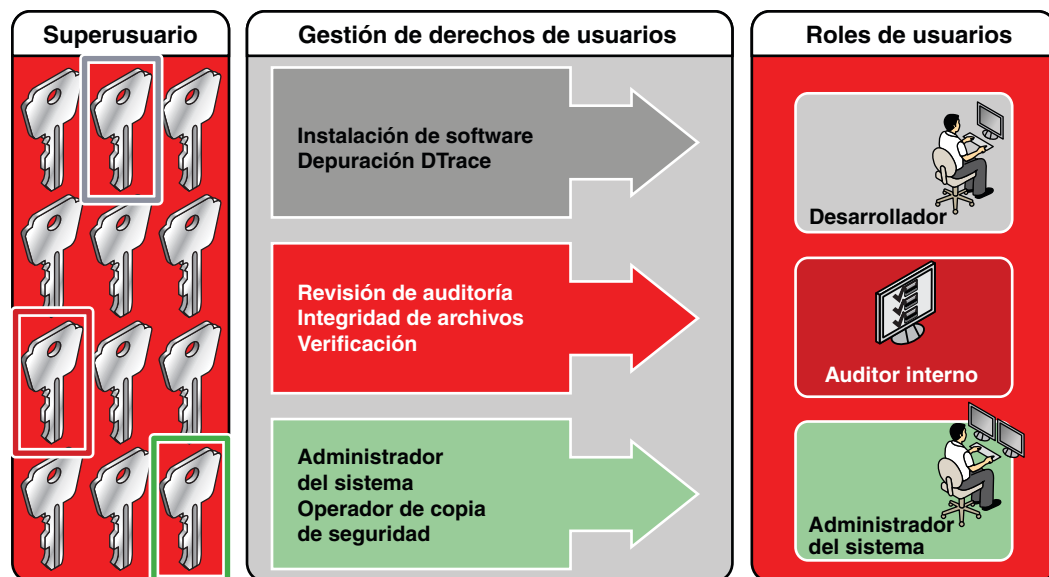 Superusuario
Gestión de derechos de usuarios
Instalación de software
Depuración DTrace
Revisión de auditoría
Integridad de archivos
Verificación
Administrador
del sistema
Operador de copia
de seguridad
Roles de usuarios
Desarrollador
Auditor interno
Administrador
del sistema